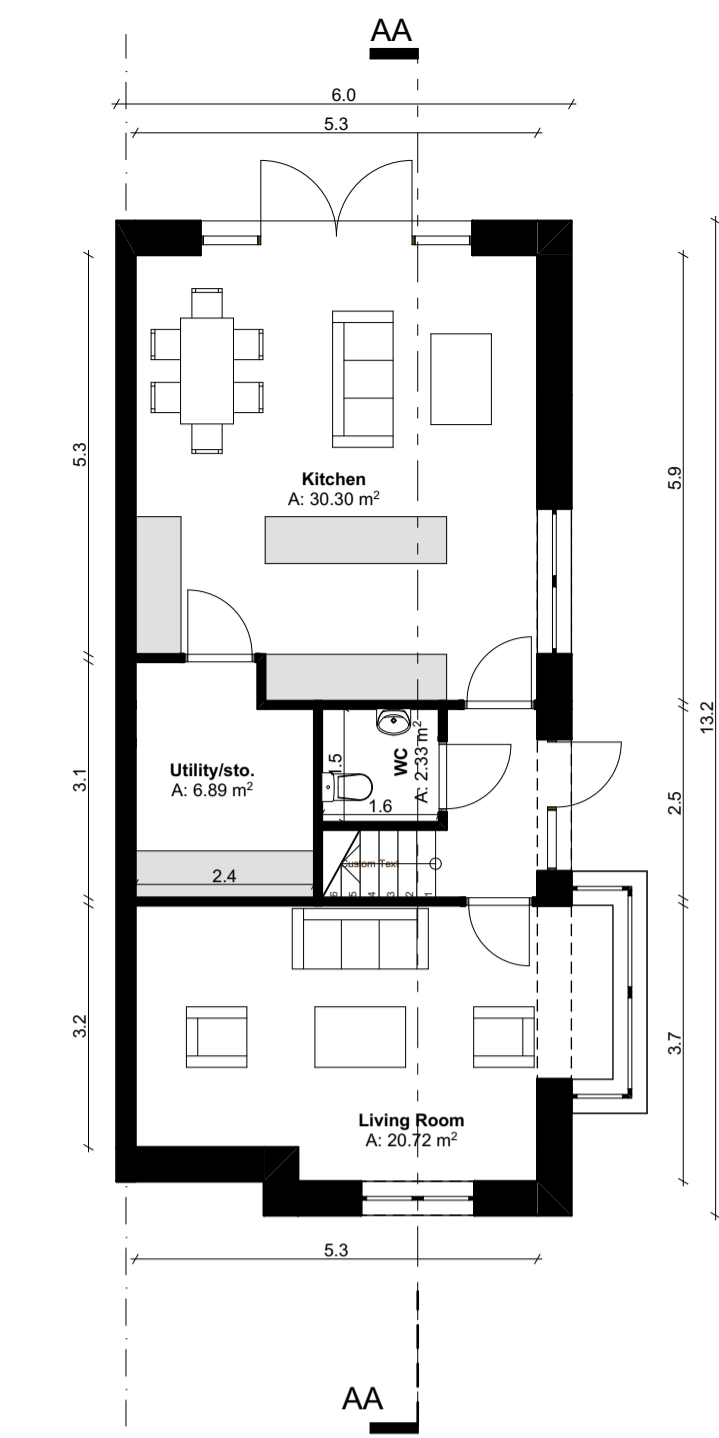 AA
6.0
5.3
5.3
5.9
Kitchen
A: 30.30 m²
13.2
3.1
Utility/sto.
A: 6.89 m²
1.5
WC
A: 2.33 m²
1.6
2.5
Custom Text
6 5 4 3 2 1
2.4
3.2
3.7
Living Room
A: 20.72 m²
5.3
AA